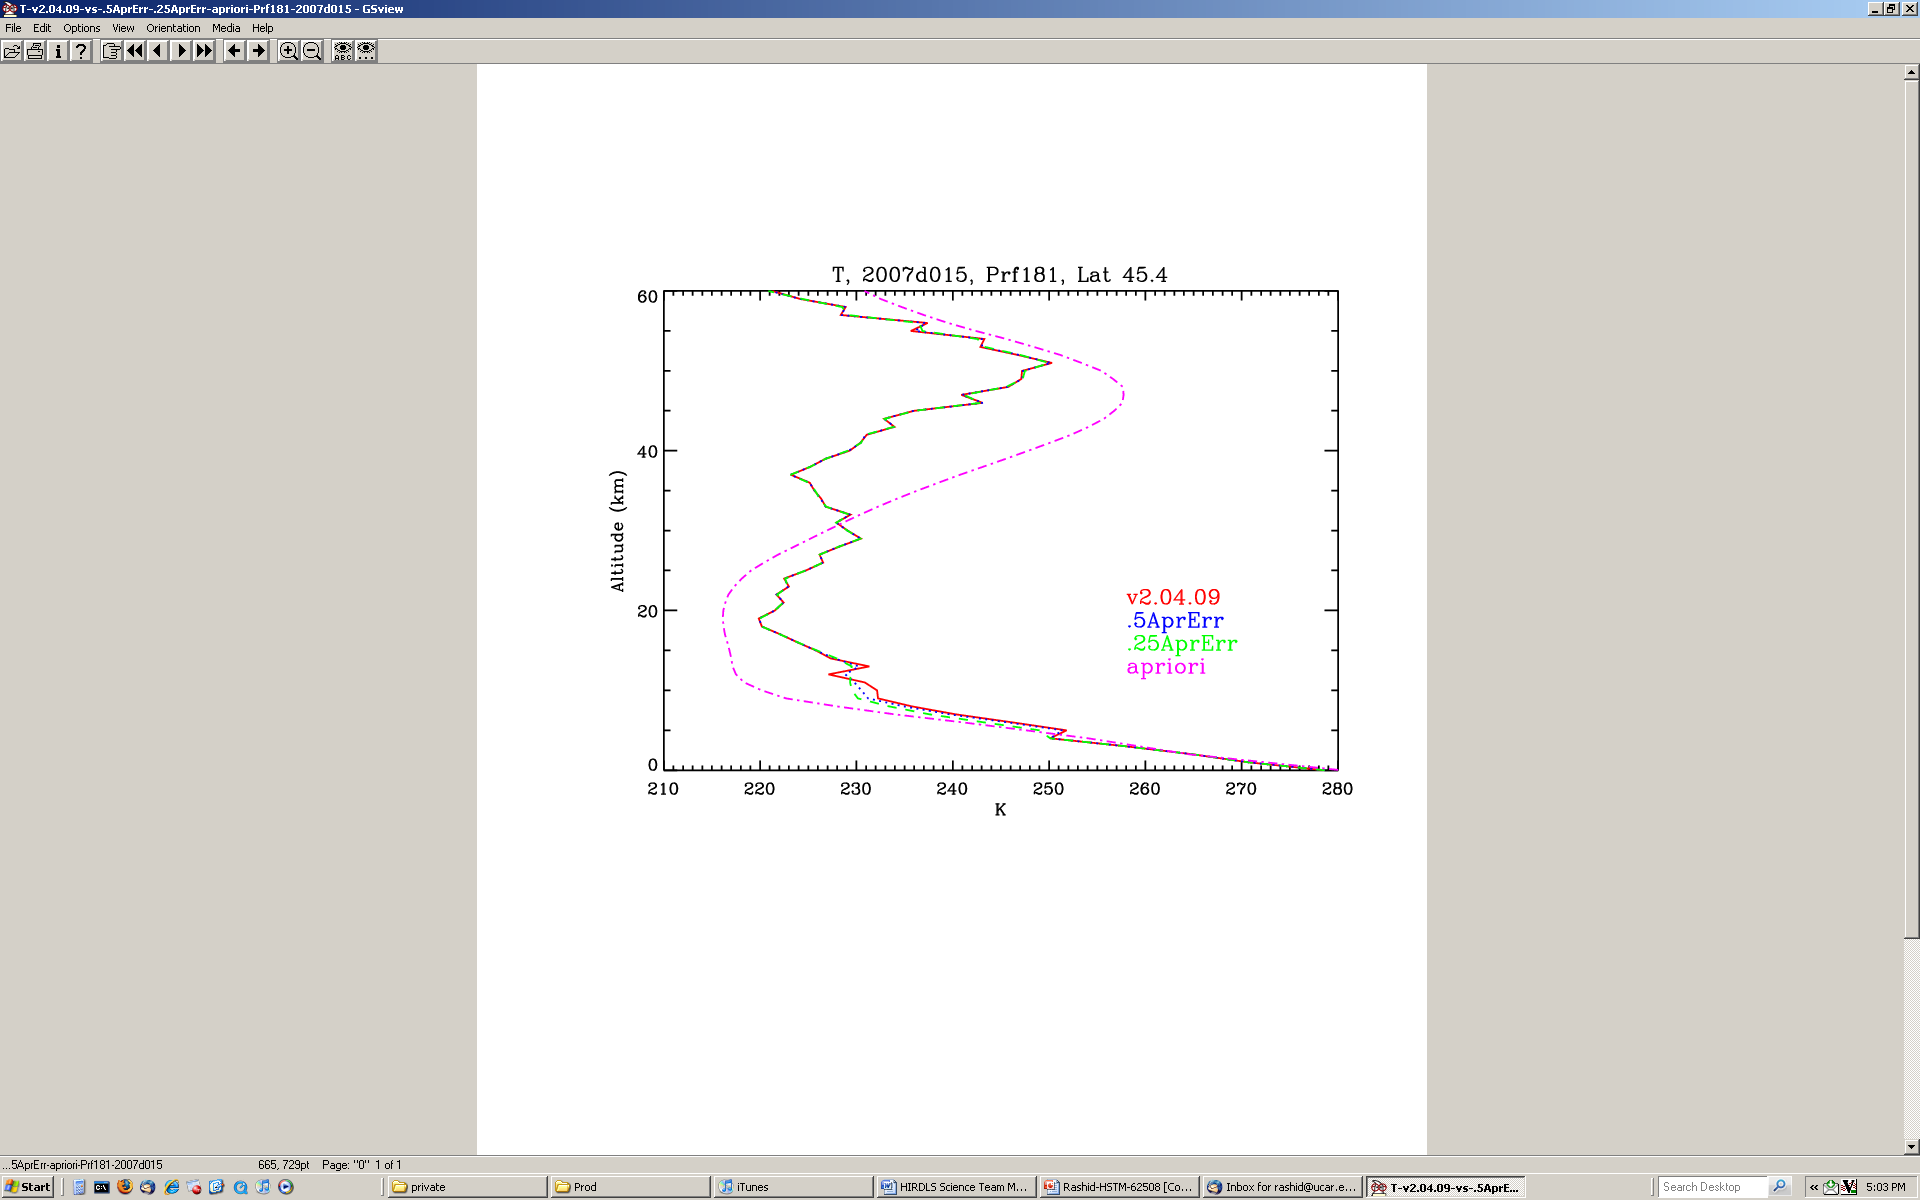 T-v2.04.09-vs-.5AprErr-.25AprErr-apriori-Prf181-2007d015 - GSview
File Edit Options View Orientation Media Help
T, 2007d015, Prf181, Lat 45.4
60
40
20
0
Altitude (km)
v2.04.09
.5AprErr
.25AprErr
apriori
210 220 230 240 250 260 270 280
K
...5AprErr-apriori-Prf181-2007d015 665, 729pt Page: "0" 1 of 1
Start private Prod iTunes HIRDLS Science Team M... Rashid-HSTM-62508 [Co... Inbox for rashid@ucar.e... T-v2.04.09-vs-.5AprE... Search Desktop « 5:03 PM